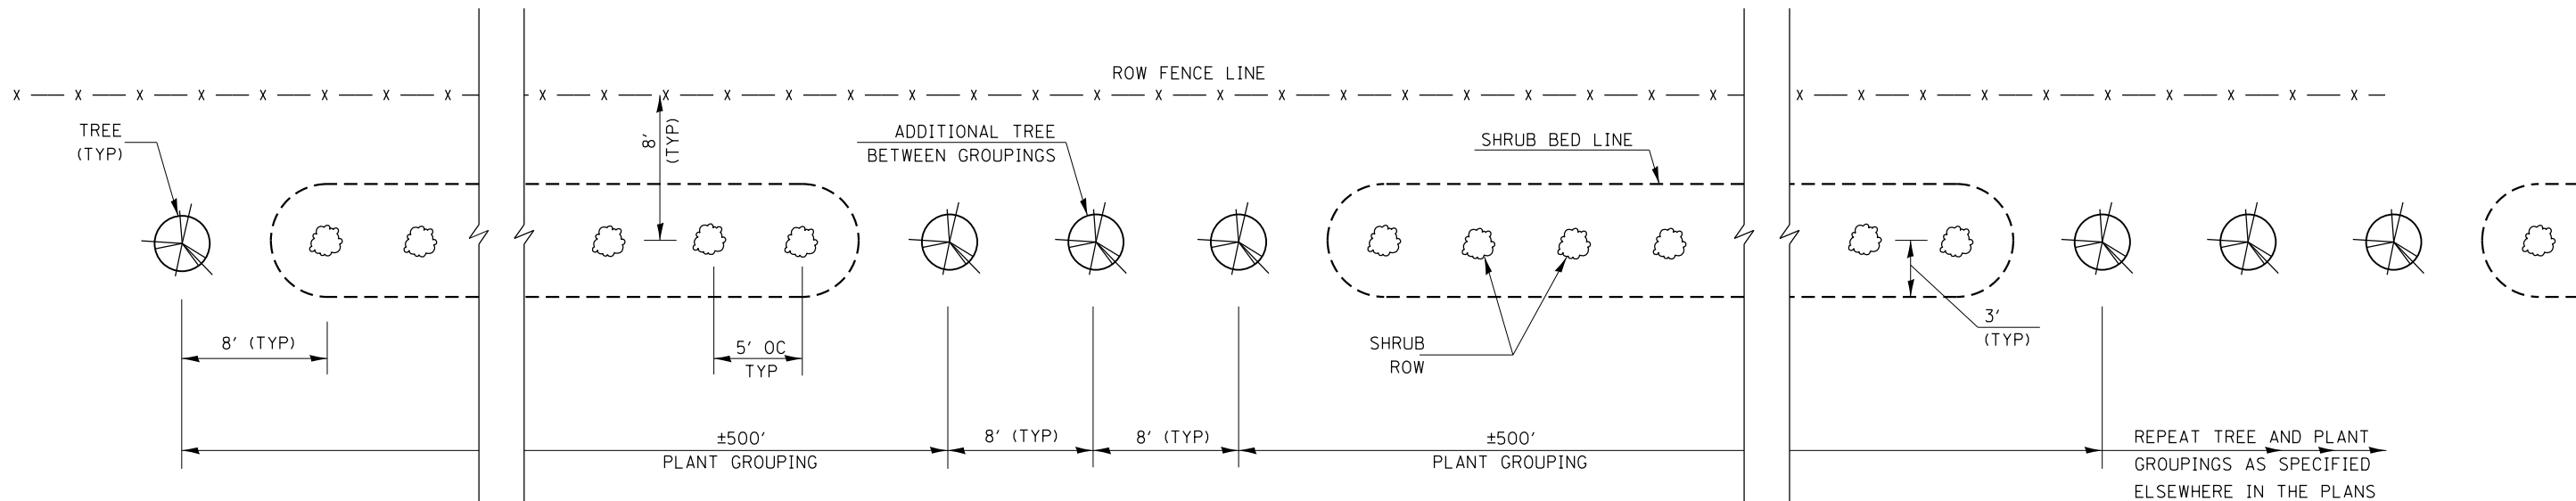 ROW FENCE LINE
X X X X X X X X X X X X X X X X X X X X X X X X X X X X X X X X X X X X X X
TREE
(TYP)
8'
(TYP)
ADDITIONAL TREE
BETWEEN GROUPINGS
SHRUB BED LINE
8' (TYP)
5' OC
TYP
SHRUB
ROW
3'
(TYP)
±500'
PLANT GROUPING
8' (TYP)
8' (TYP)
±500'
PLANT GROUPING
REPEAT TREE AND PLANT
GROUPINGS AS SPECIFIED
ELSEWHERE IN THE PLANS